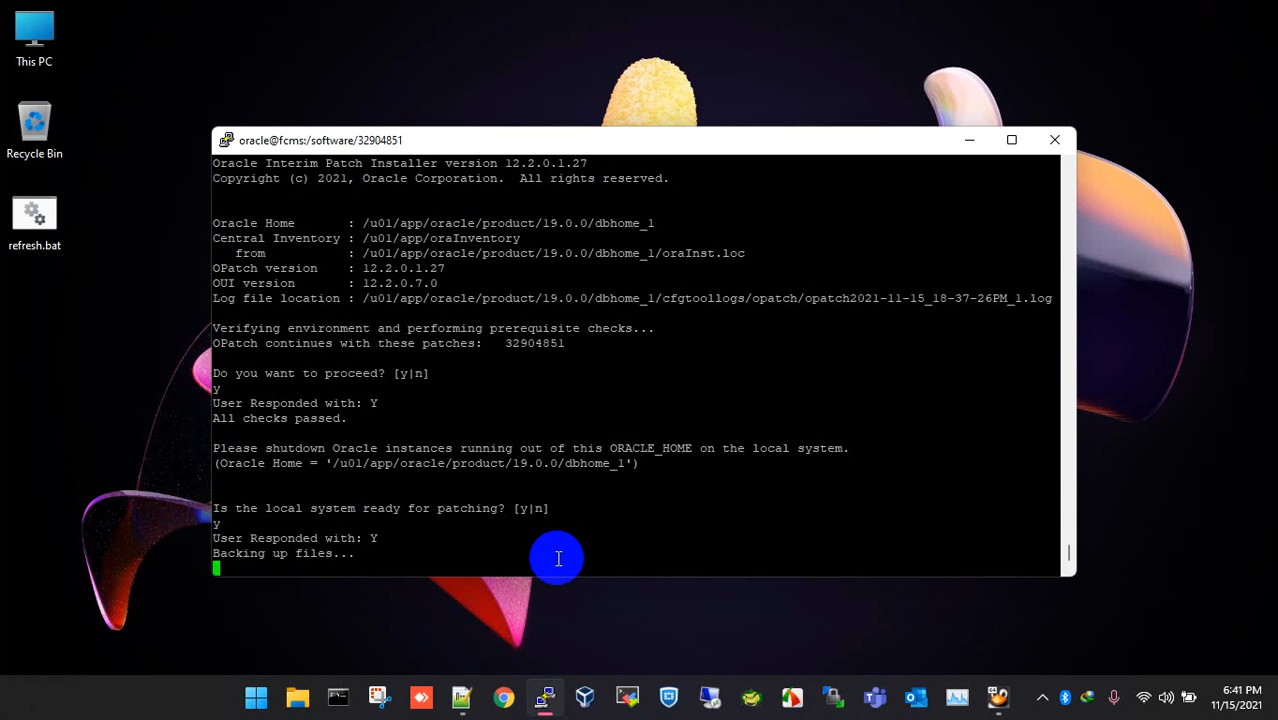 This PC
Recycle Bin
refresh.bat
oracle@fcms:/software/32904851
Oracle Interim Patch Installer version 12.2.0.1.27
Copyright (c) 2021, Oracle Corporation.  All rights reserved.
Oracle Home       : /u01/app/oracle/product/19.0.0/dbhome_1
Central Inventory : /u01/app/oraInventory
   from           : /u01/app/oracle/product/19.0.0/dbhome_1/oraInst.loc
OPatch version    : 12.2.0.1.27
OUI version       : 12.2.0.7.0
Log file location : /u01/app/oracle/product/19.0.0/dbhome_1/cfgtoollogs/opatch/opatch2021-11-15_18-37-26PM_1.log
Verifying environment and performing prerequisite checks...
OPatch continues with these patches:   32904851
Do you want to proceed? [y|n]
y
User Responded with: Y
All checks passed.
Please shutdown Oracle instances running out of this ORACLE_HOME on the local system.
(Oracle Home = '/u01/app/oracle/product/19.0.0/dbhome_1')
Is the local system ready for patching? [y|n]
y
User Responded with: Y
Backing up files...
6:41 PM
11/15/2021